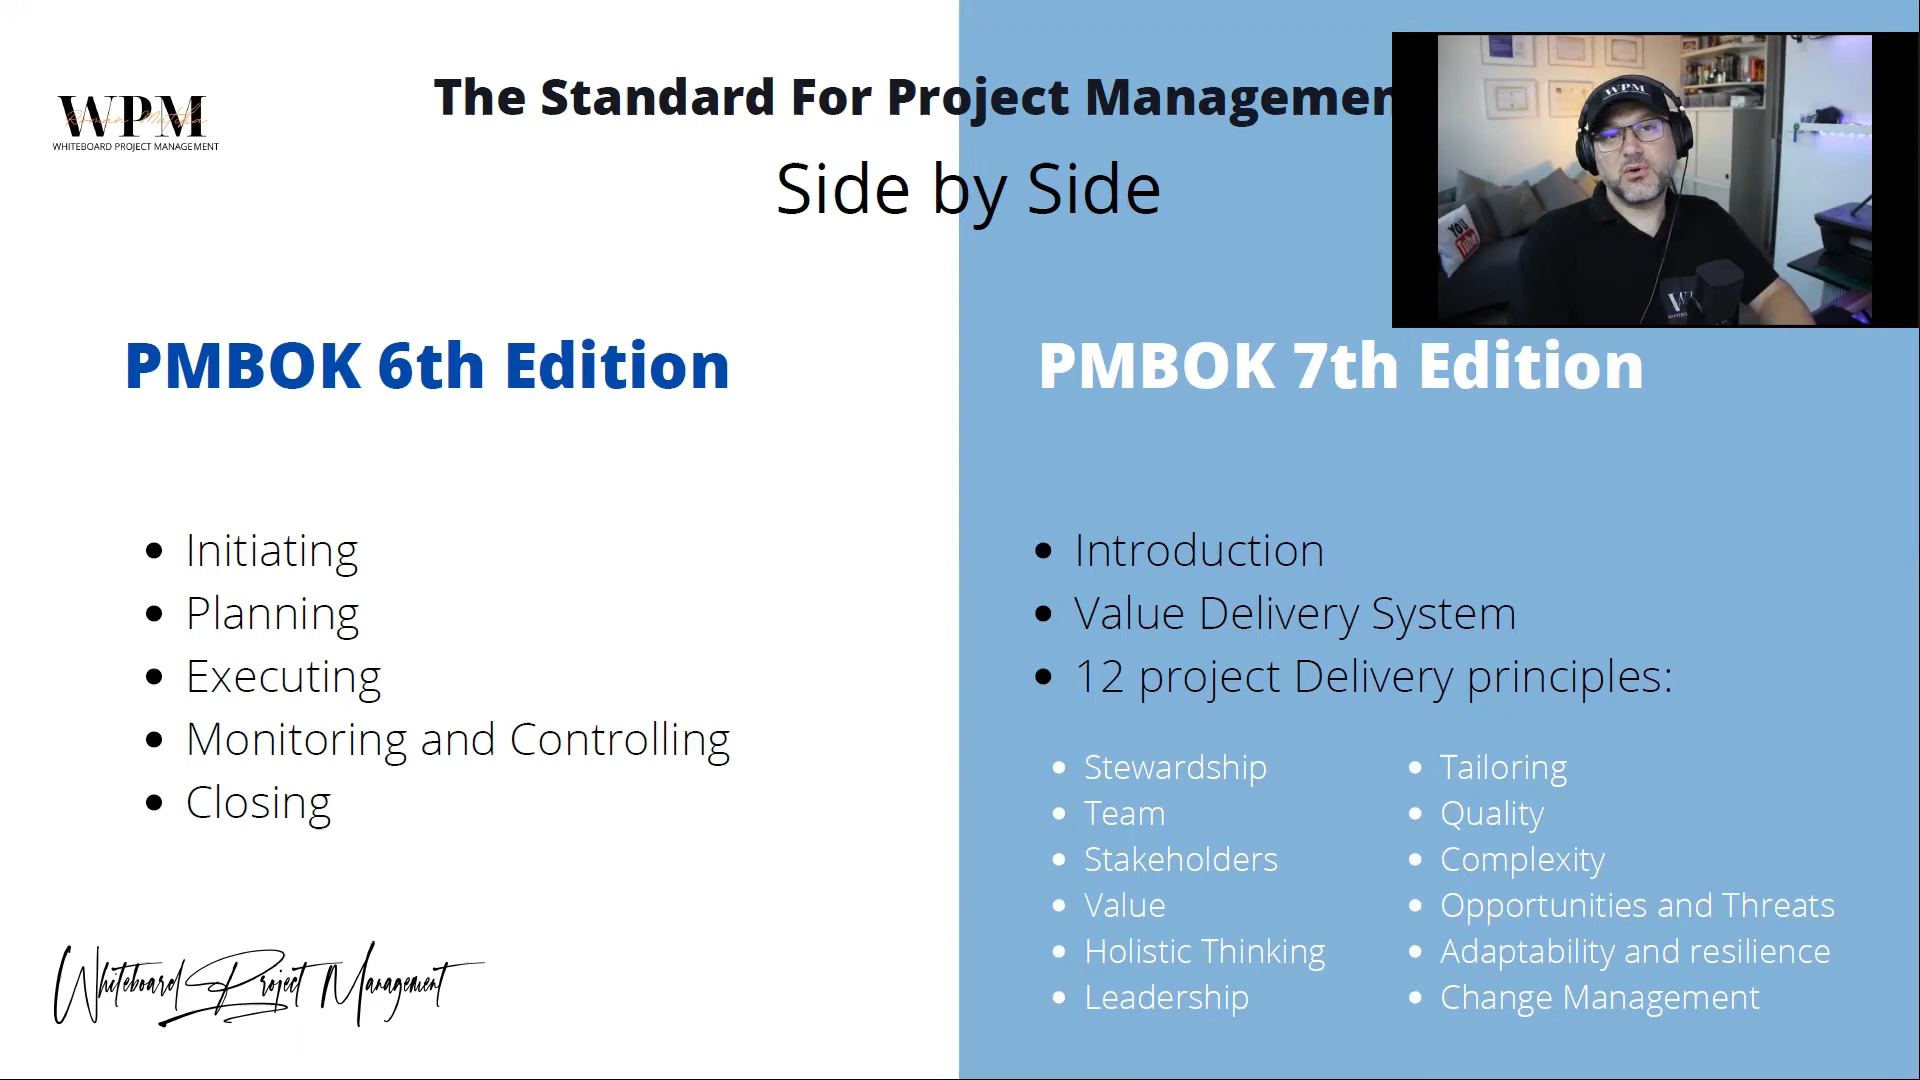 WPM
WHITEBOARD PROJECT MANAGEMENT
The Standard For Project Managemen
Side by Side
WPM
YOU
Tube
PMBOK 6th Edition
Initiating
Planning
Executing
Monitoring and Controlling
Closing
Whiteboard Project Management
PMBOK 7th Edition
Introduction
Value Delivery System
12 project Delivery principles:
Stewardship
Team
Stakeholders
Value
Holistic Thinking
Leadership
Tailoring
Quality
Complexity
Opportunities and Threats
Adaptability and resilience
Change Management